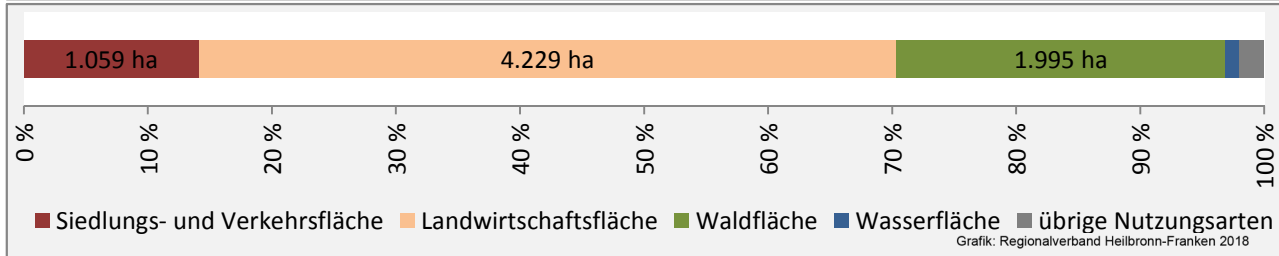 1.059 ha 4.229 ha 1.995 ha
0 % 10 % 20 % 30 % 40 % 50 % 60 % 70 % 80 % 90 % 100 %
Siedlungs- und Verkehrsfläche Landwirtschaftsfläche Waldfläche Wasserfläche übrige Nutzungsarten
Grafik: Regionalverband Heilbronn-Franken 2018